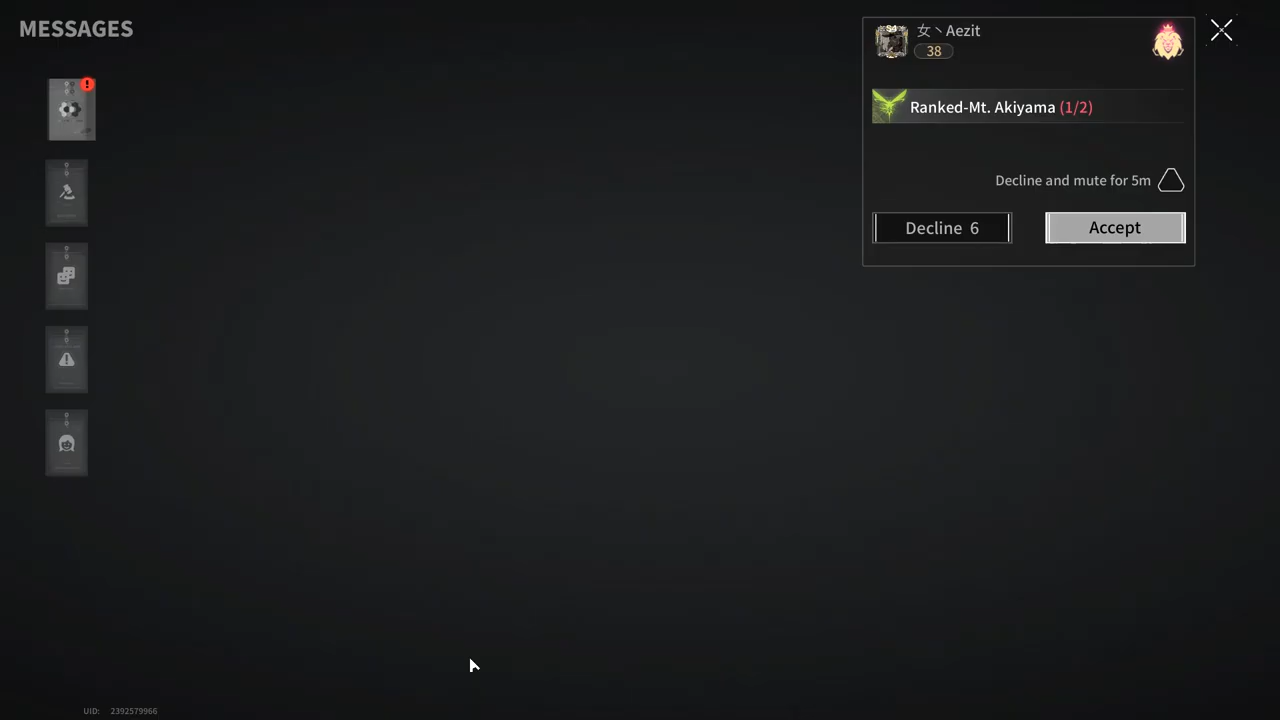 MESSAGES
女丶Aezit
38
Ranked-Mt. Akiyama (1/2)
Decline and mute for 5m
Decline 6
Accept
UID: 2392579966